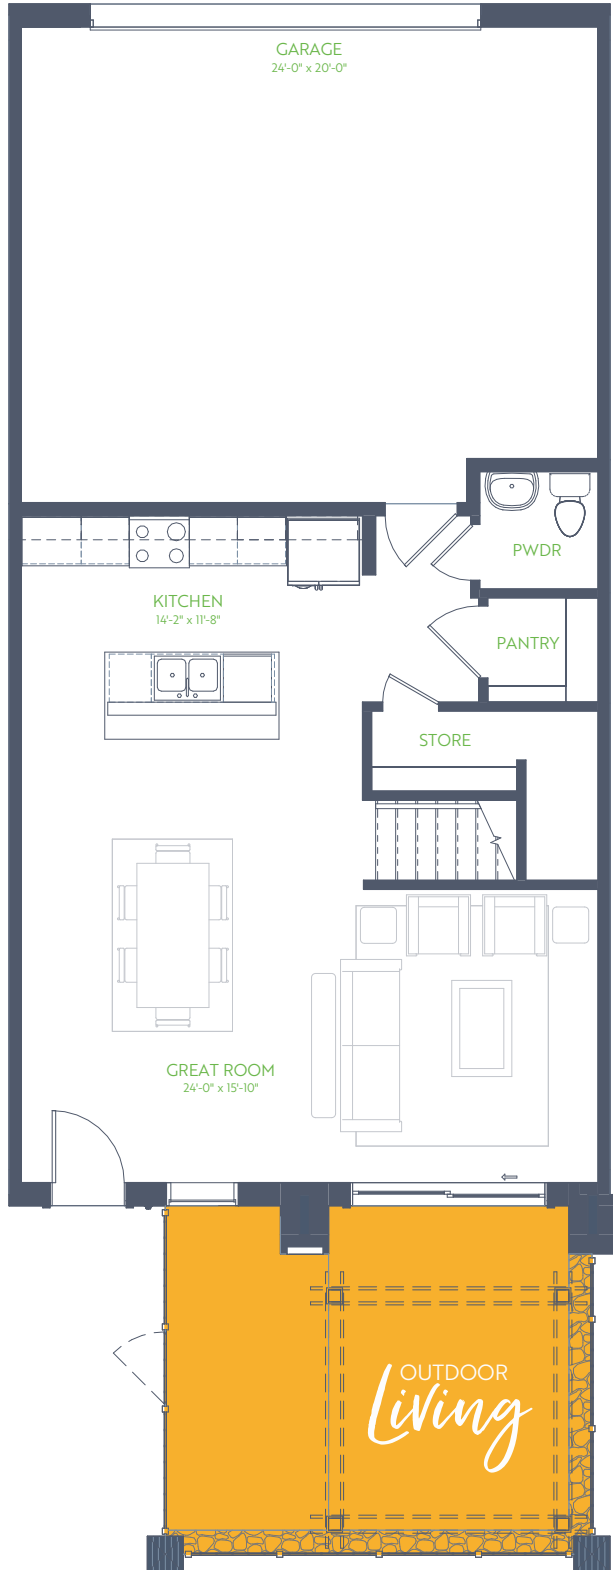 GARAGE
24'-0" x 20'-0"
PWDR
KITCHEN
14'-2" x 11'-8"
PANTRY
STORE
GREAT ROOM
24'-0" x 15'-10"
OUTDOOR
Living